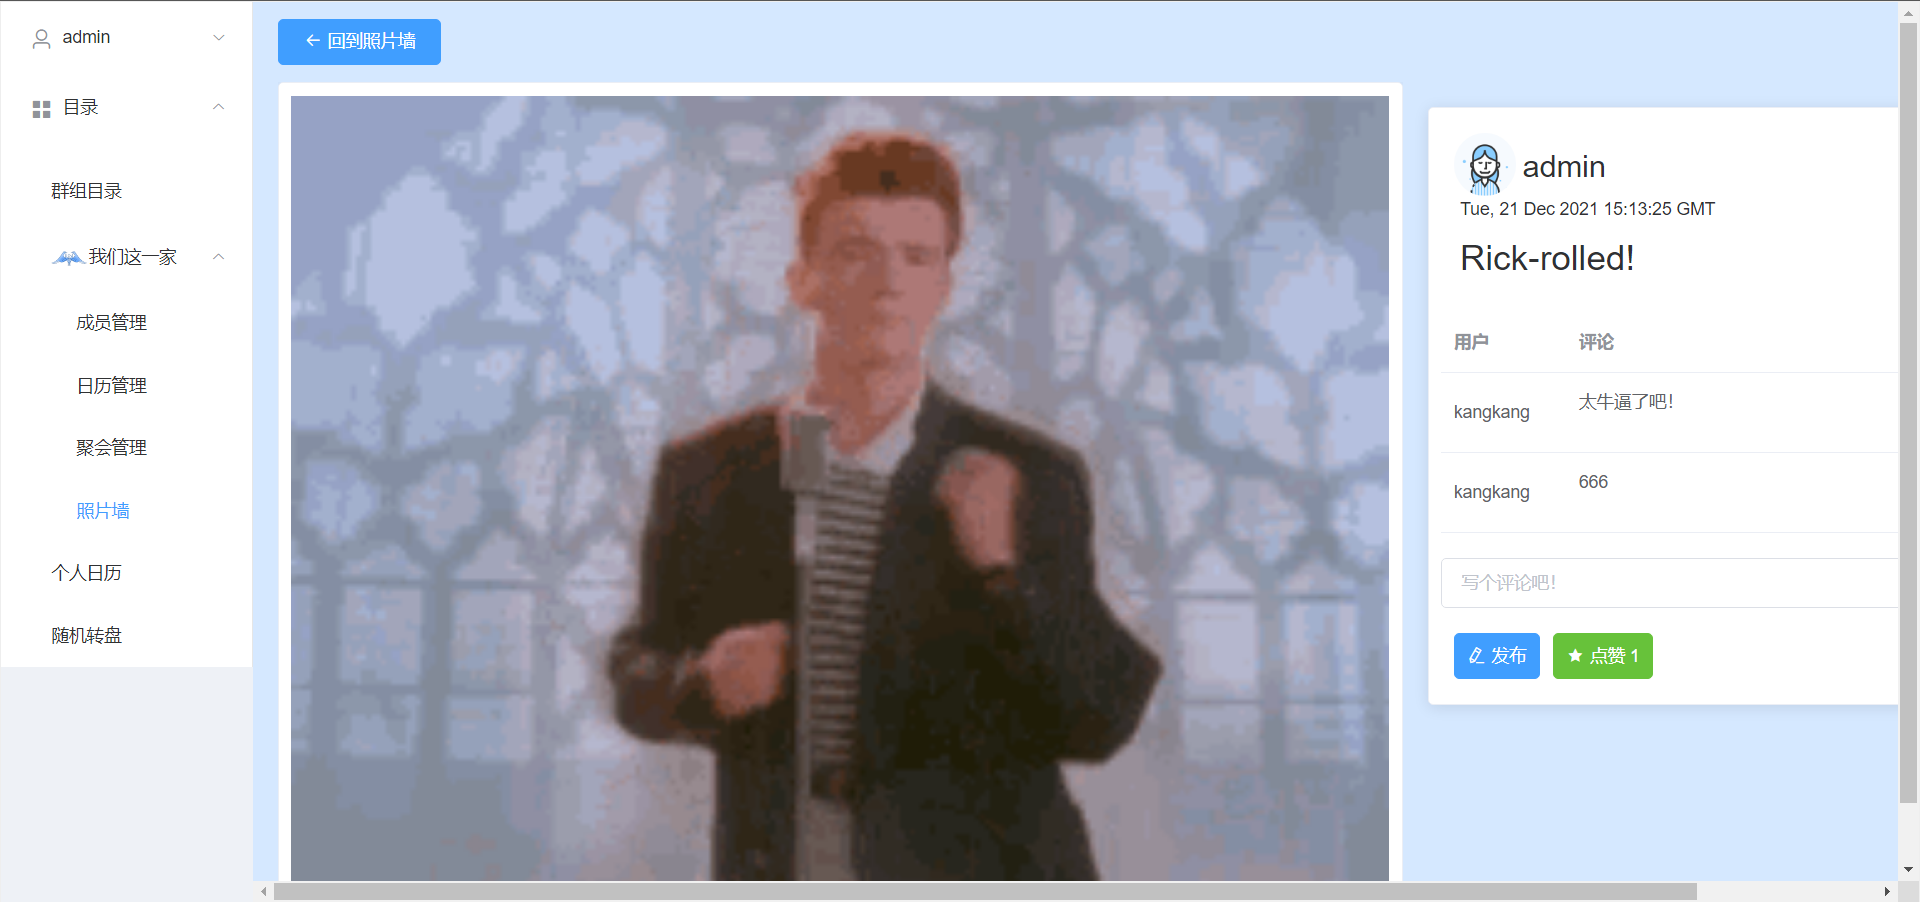 admin
目录
群组目录
我们这一家
成员管理
日历管理
聚会管理
照片墙
个人日历
随机转盘
回到照片墙
admin
Tue, 21 Dec 2021 15:13:25 GMT
Rick-rolled!
用户 评论
kangkang 太牛逼了吧!
kangkang 666
写个评论吧!
发布 点赞 1